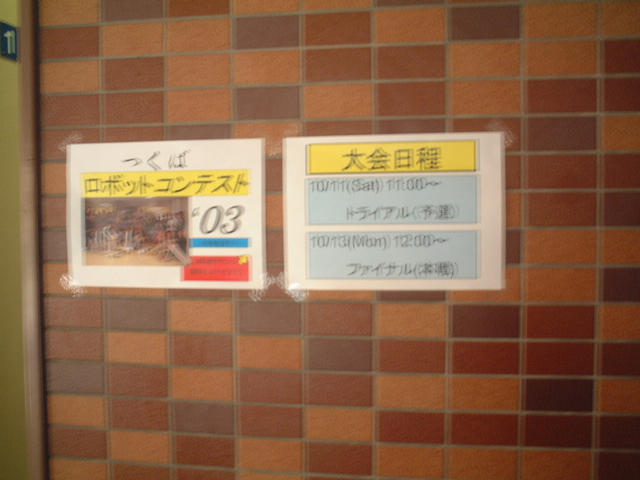 つくば
ロボットコンテスト
'03
大会日程
10/11(Sat) 11:00～
トライアル(予選)
10/13(Mon) 12:00～
ファイナル(本戦)